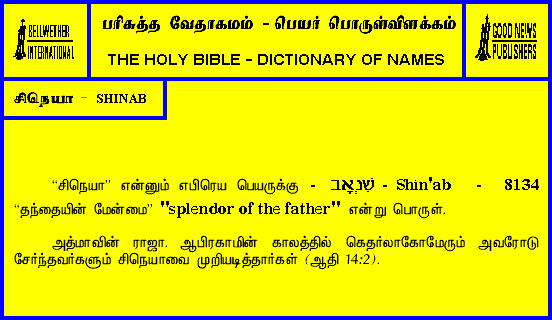 BELLWETHER
INTERNATIONAL
பரிசுத்த வேதாகமம் - பெயர் பொருள்விளக்கம்
THE HOLY BIBLE - DICTIONARY OF NAMES
GOOD NEWS
PUBLISHERS
சிநெயா - SHINAB
“சிநெயா” என்னும் எபிரெய பெயருக்கு - שִׁנְאָב - Shin'ab - 8134
“தந்தையின் மேன்மை” "splendor of the father" என்று பொருள்.
அத்மாவின் ராஜா. ஆபிரகாமின் காலத்தில் கெதர்லாகோமேரும் அவரோடு
சேர்ந்தவர்களும் சிநெயாவை முறியடித்தார்கள் (ஆதி 14:2).